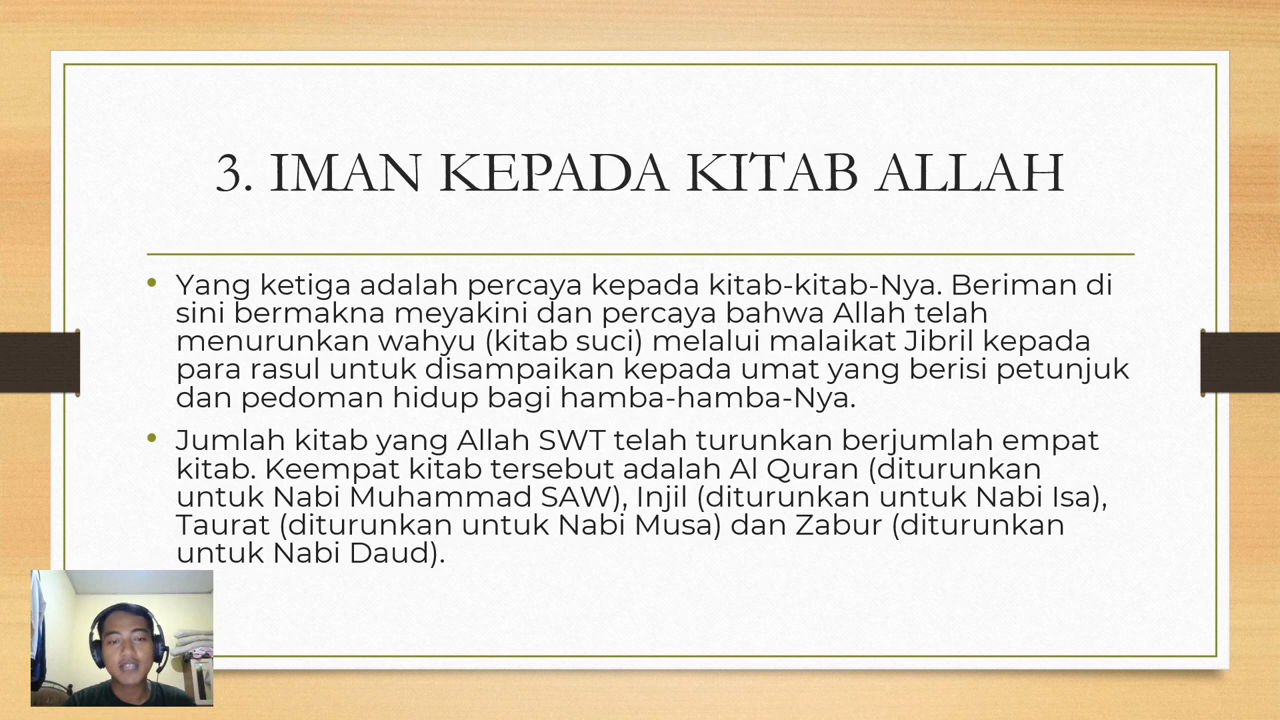 3. IMAN KEPADA KITAB ALLAH
• Yang ketiga adalah percaya kepada kitab-kitab-Nya. Beriman di
sini bermakna meyakini dan percaya bahwa Allah telah
menurunkan wahyu (kitab suci) melalui malaikat Jibril kepada
para rasul untuk disampaikan kepada umat yang berisi petunjuk
dan pedoman hidup bagi hamba-hamba-Nya.
• Jumlah kitab yang Allah SWT telah turunkan berjumlah empat
kitab. Keempat kitab tersebut adalah Al Quran (diturunkan
untuk Nabi Muhammad SAW), Injil (diturunkan untuk Nabi Isa),
Taurat (diturunkan untuk Nabi Musa) dan Zabur (diturunkan
untuk Nabi Daud).